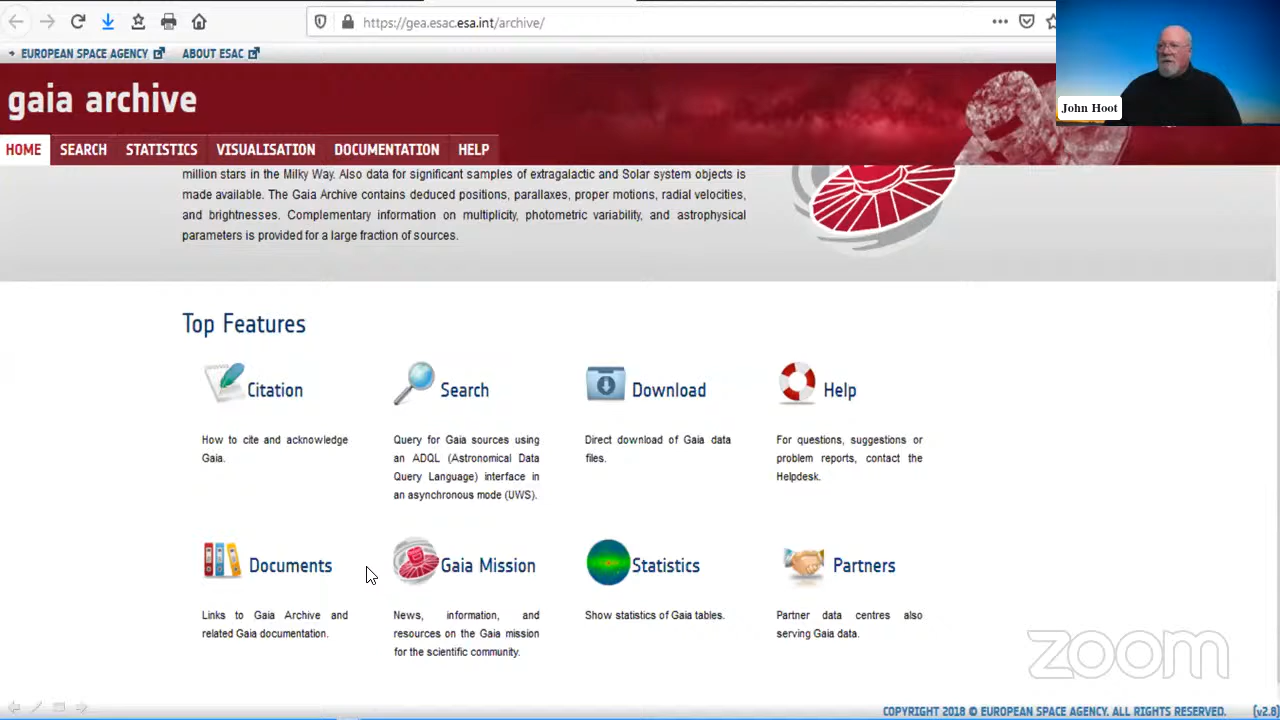 https://gea.esac.esa.int/archive/
EUROPEAN SPACE AGENCY ABOUT ESAC
John Hoot
gaia archive
HOME SEARCH STATISTICS VISUALISATION DOCUMENTATION HELP
million stars in the Milky Way. Also data for significant samples of extragalactic and Solar system objects is
made available. The Gaia Archive contains deduced positions, parallaxes, proper motions, radial velocities,
and brightnesses. Complementary information on multiplicity, photometric variability, and astrophysical
parameters is provided for a large fraction of sources.
Top Features
Citation
How to cite and acknowledge
Gaia.
Search
Query for Gaia sources using
an ADQL (Astronomical Data
Query Language) interface in
an asynchronous mode (UWS).
Download
Direct download of Gaia data
files.
Help
For questions, suggestions or
problem reports, contact the
Helpdesk.
Documents
Links to Gaia Archive and
related Gaia documentation.
Gaia Mission
News, information, and
resources on the Gaia mission
for the scientific community.
Statistics
Show statistics of Gaia tables.
Partners
Partner data centres also
serving Gaia data.
zoom
COPYRIGHT 2018 © EUROPEAN SPACE AGENCY. ALL RIGHTS RESERVED. (v2.8)